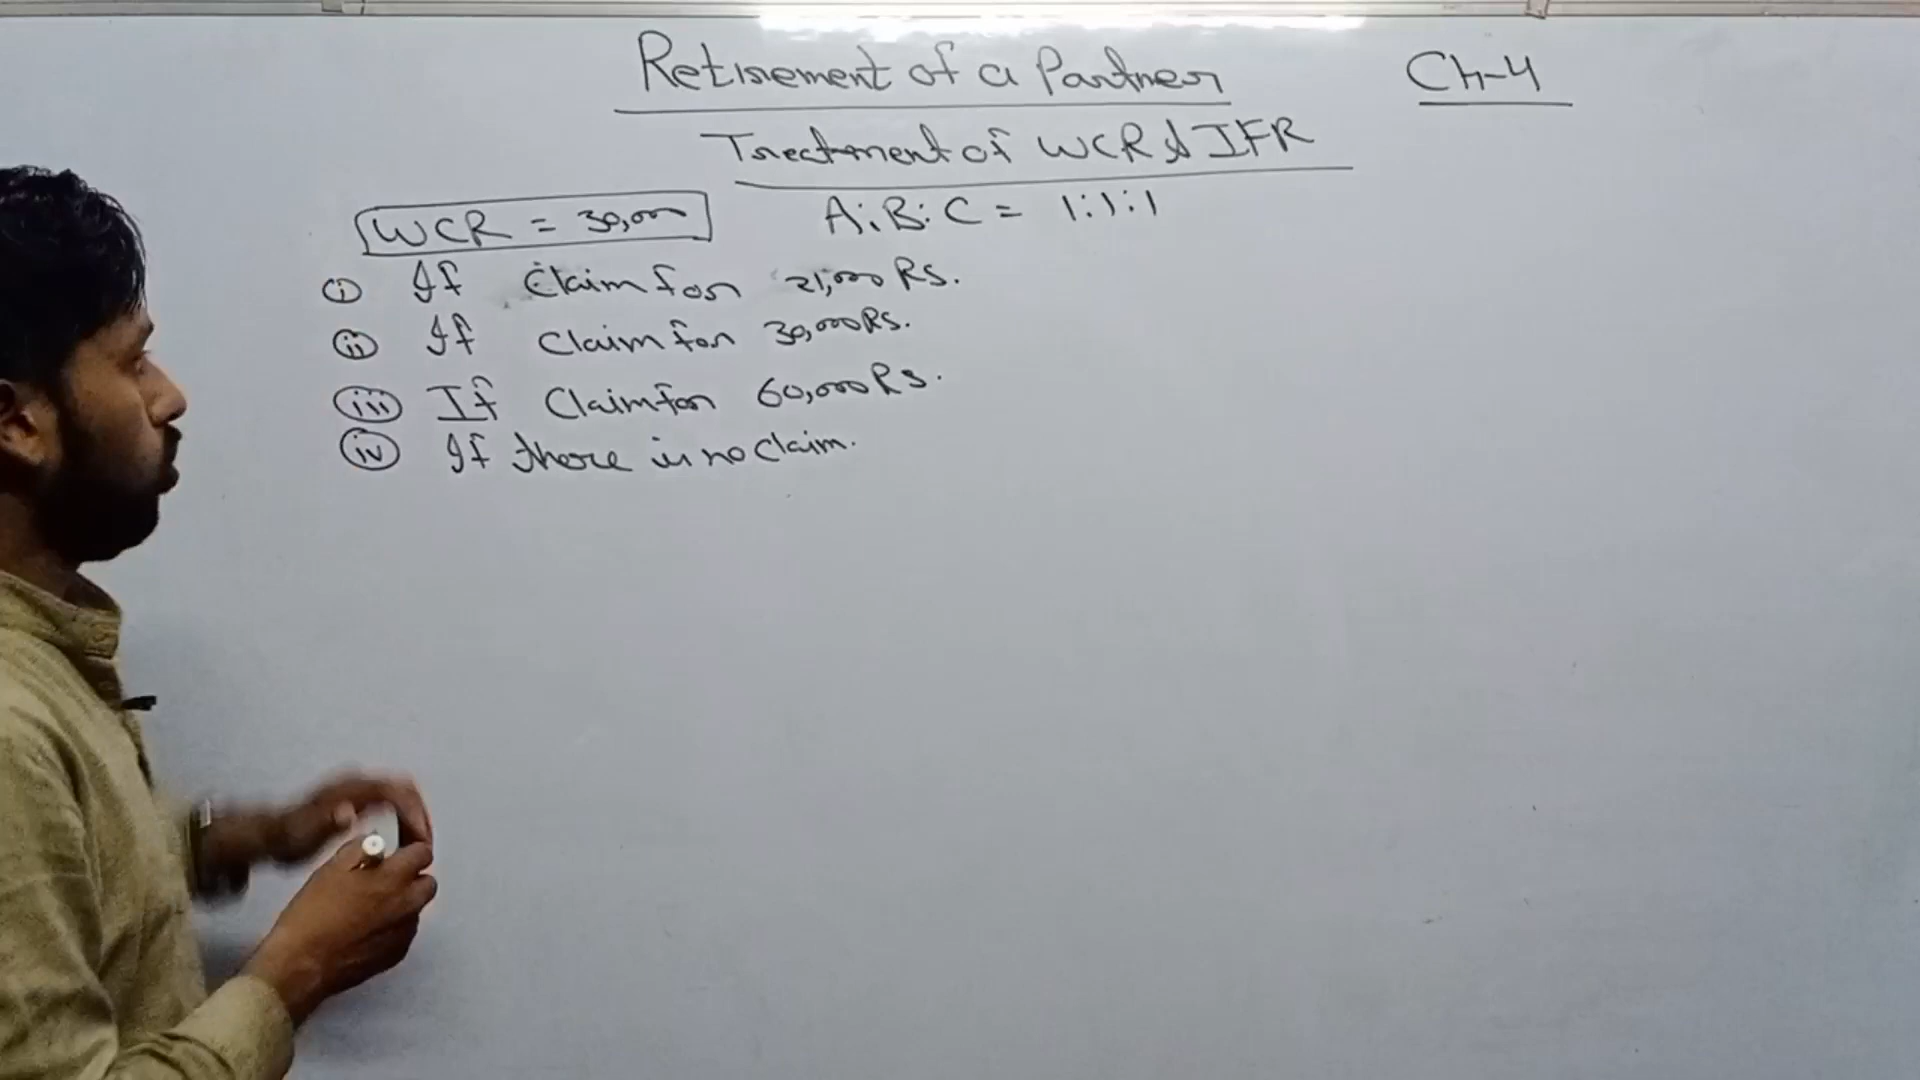 Retirement of a Partner
Ch-4
Treatment of WCR & IFR
WCR = 30,000
A:B:C = 1:1:1
(i) If Claim for 21,000 Rs.
(ii) If Claim for 30,000 Rs.
(iii) If Claim for 60,000 Rs.
(iv) If there is no claim.